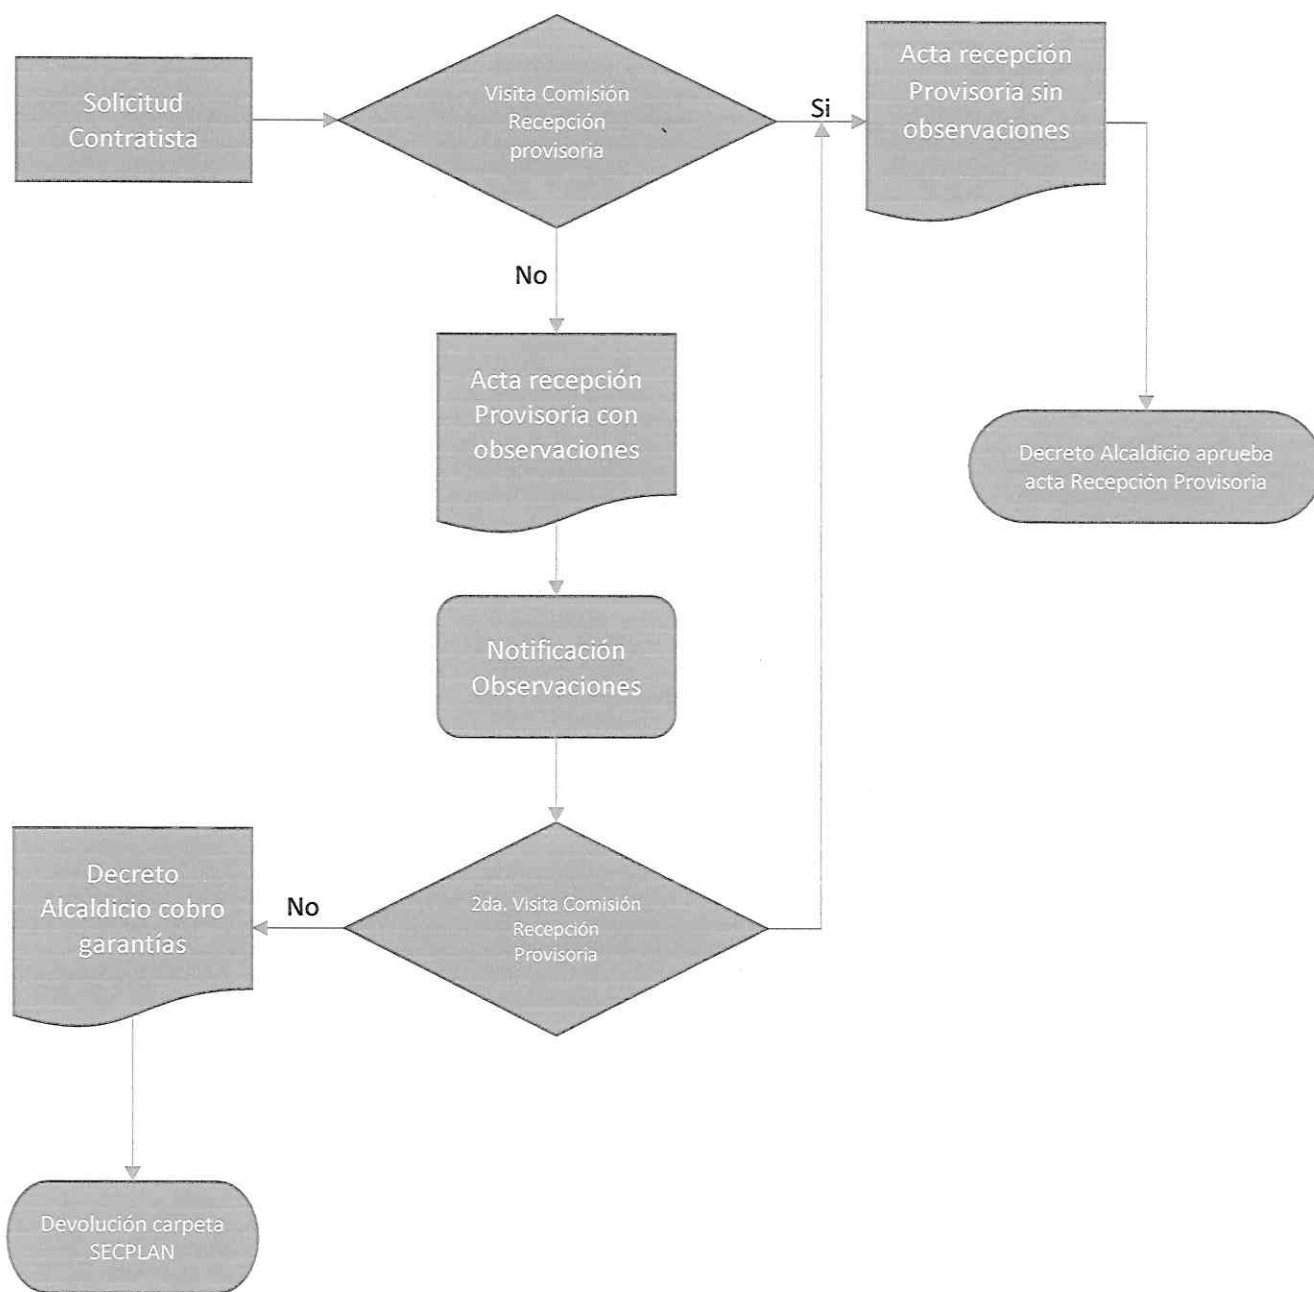 Solicitud
Contratista
Visita Comisión
Recepción
provisoria
Si
Acta recepción
Provisoria sin
observaciones
No
Acta recepción
Provisoria con
observaciones
Decreto Alcaldicio aprueba
acta Recepción Provisoria
Notificación
Observaciones
Decreto
Alcaldicio cobro
garantías
No
2da. Visita Comisión
Recepción
Provisoria
Devolución carpeta
SECPLAN